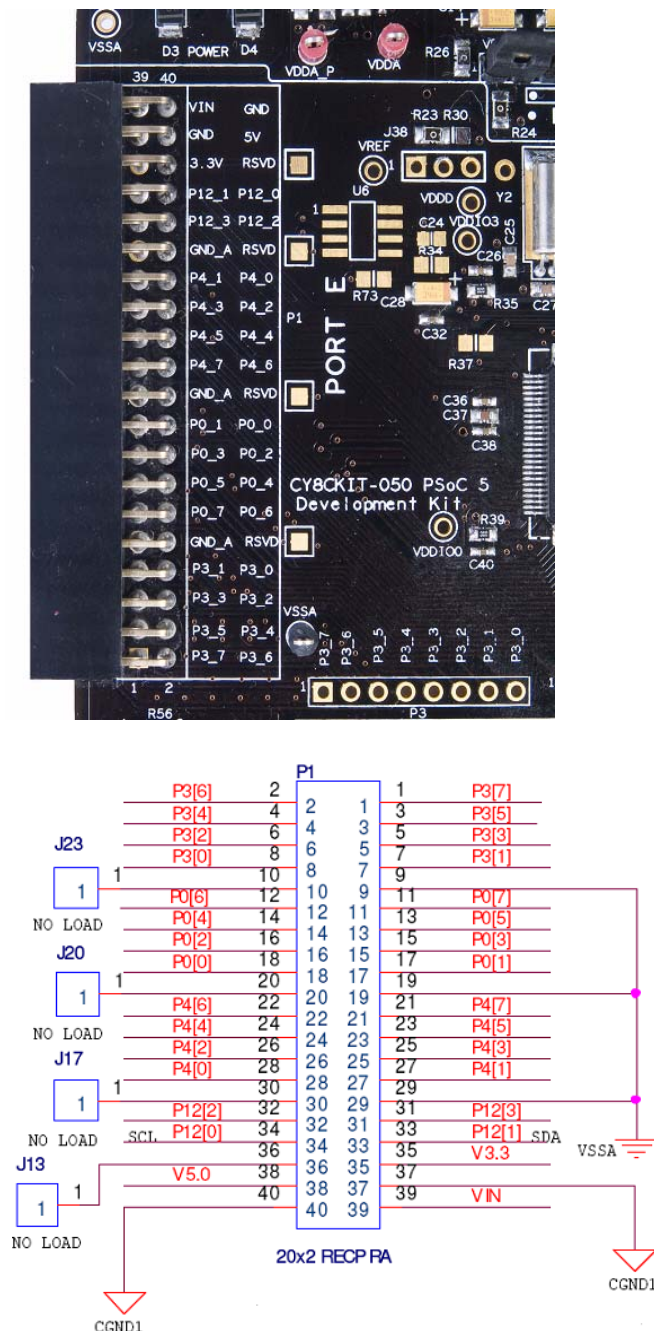 VSSA
D3 POWER D4
VDDA_P
VDDA
R26
39 40
VIN GND
GND 5V
3.3V RSVD
P12_1 P12_0
P12_3 P12_2
GND_A RSVD
P4_1 P4_0
P4_3 P4_2
P4_5 P4_4
P4_7 P4_6
GND_A RSVD
P0_1 P0_0
P0_3 P0_2
P0_5 P0_4
P0_7 P0_6
GND_A RSVD
P3_1 P3_0
P3_3 P3_2
P3_5 P3_4
P3_7 P3_6
1 2
R56
R23 R30
J38
R24
VREF
1
U6
1
VDDD
Y2
VDDIO3
C24
R34
C25
C26
R73
C28
R35
C27
C32
P1
PORT E
R37
C36
C37
C38
CY8CKIT-050 PSoC 5
Development Kit
R39
VDDIO0
C40
VSSA
P3_7 P3_6 P3_5 P3_4 P3_3 P3_2 P3_1 P3_0
1
1
P3
P1
P3[6] 2 2 1 1 P3[7]
P3[4] 4 4 3 3 P3[5]
P3[2] 6 6 5 5 P3[3]
P3[0] 8 8 7 7 P3[1]
J23
1 1 10 10 9 9
NO LOAD
P0[6] 12 12 11 11 P0[7]
P0[4] 14 14 13 13 P0[5]
P0[2] 16 16 15 15 P0[3]
P0[0] 18 18 17 17 P0[1]
J20
1 1 20 20 19 19
NO LOAD
P4[6] 22 22 21 21 P4[7]
P4[4] 24 24 23 23 P4[5]
P4[2] 26 26 25 25 P4[3]
P4[0] 28 28 27 27 P4[1]
J17
1 1 30 30 29 29
NO LOAD
P12[2] 32 32 31 31 P12[3]
SCL P12[0] 34 34 33 33 P12[1] SDA
VSSA
J13
1 1 36 36 35 35 V3.3
NO LOAD
V5.0 38 38 37 37
40 40 39 39 VIN
20x2 RECP RA
CGND1
CGND1